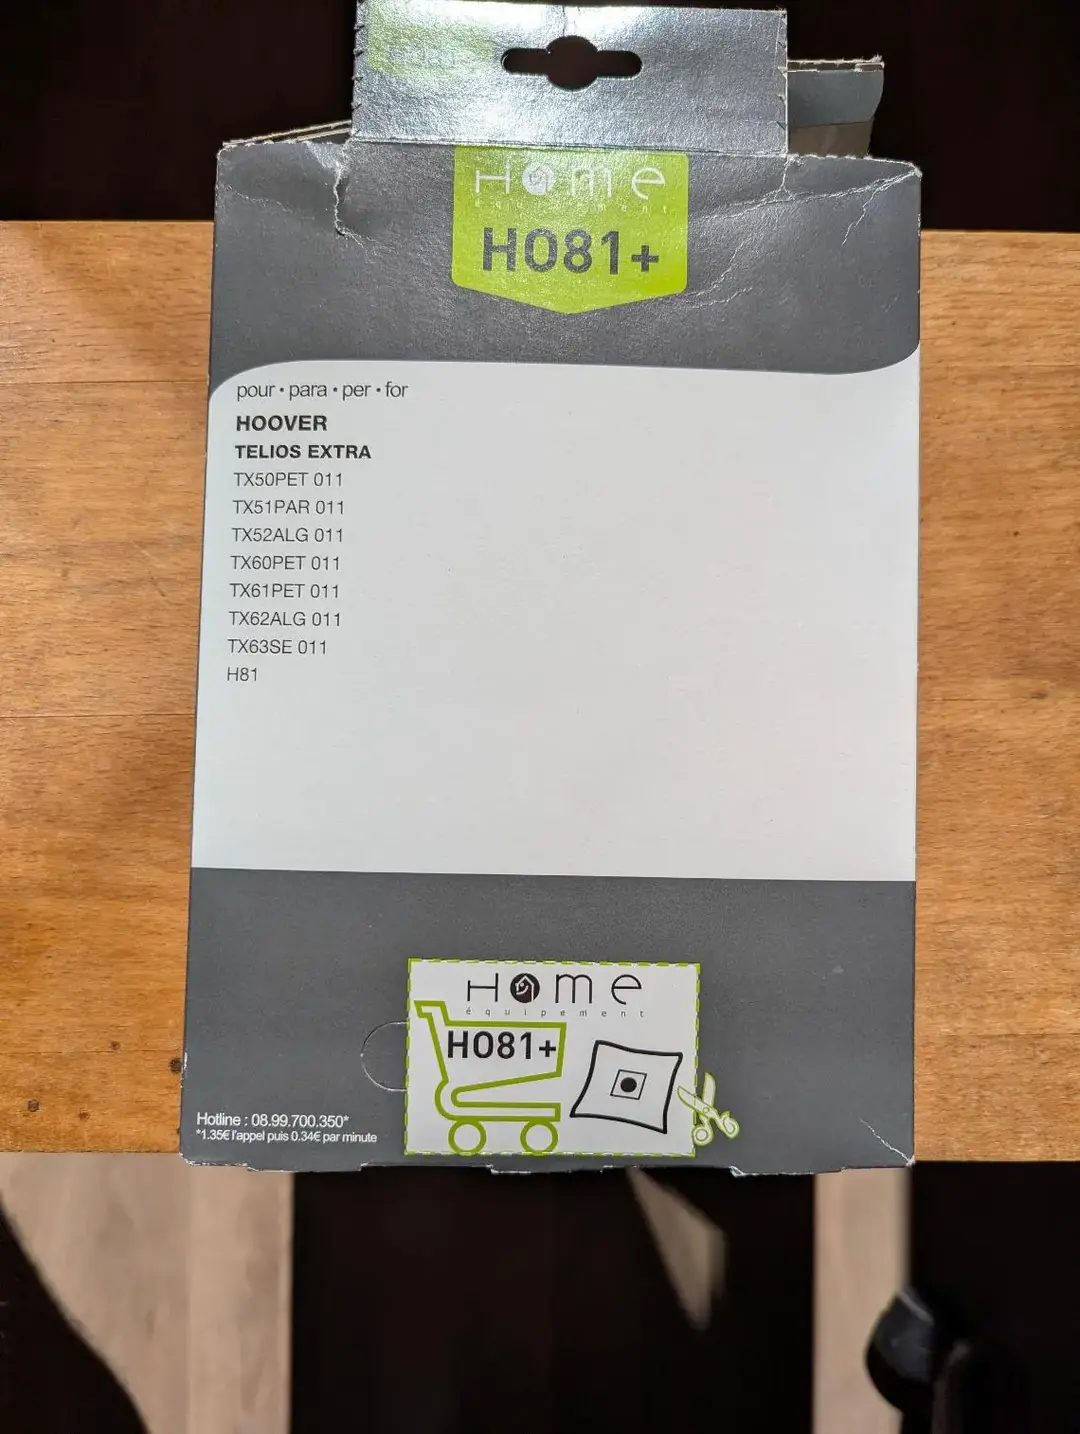 Home
équipement
HO81+
pour • para • per • for
HOOVER
TELIOS EXTRA
TX50PET 011
TX51PAR 011
TX52ALG 011
TX60PET 011
TX61PET 011
TX62ALG 011
TX63SE 011
H81
Home
équipement
HO81+
Hotline : 08.99.700.350*
*1.35€ l'appel puis 0.34€ par minute